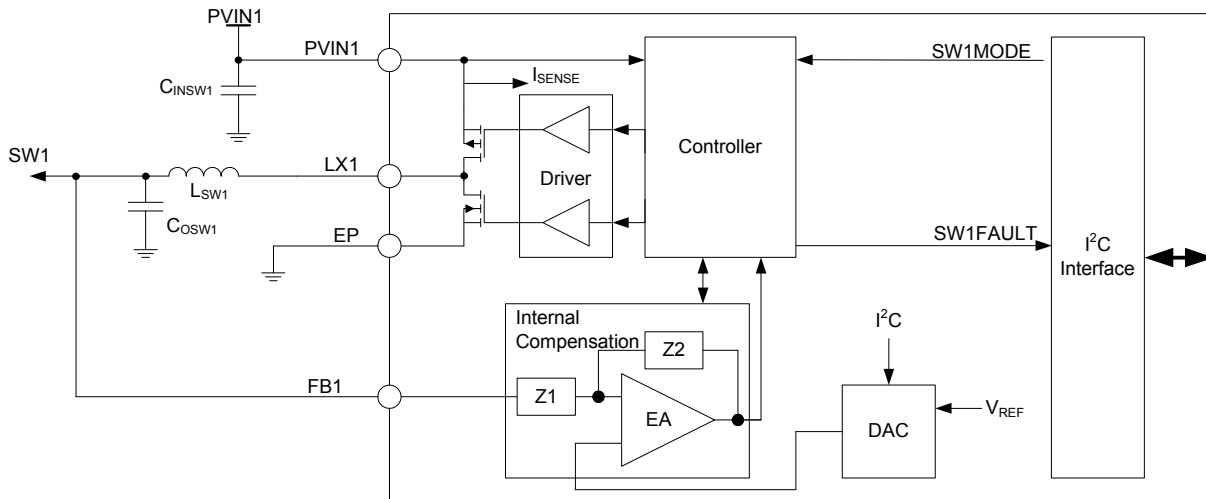 PVIN1
PVIN1
CINSW1
ISENSE
SW1MODE
Controller
SW1
LX1
LSW1
Driver
COSW1
EP
SW1FAULT
I²C
Interface
Internal
Compensation
Z2
I²C
FB1
Z1
EA
VREF
DAC